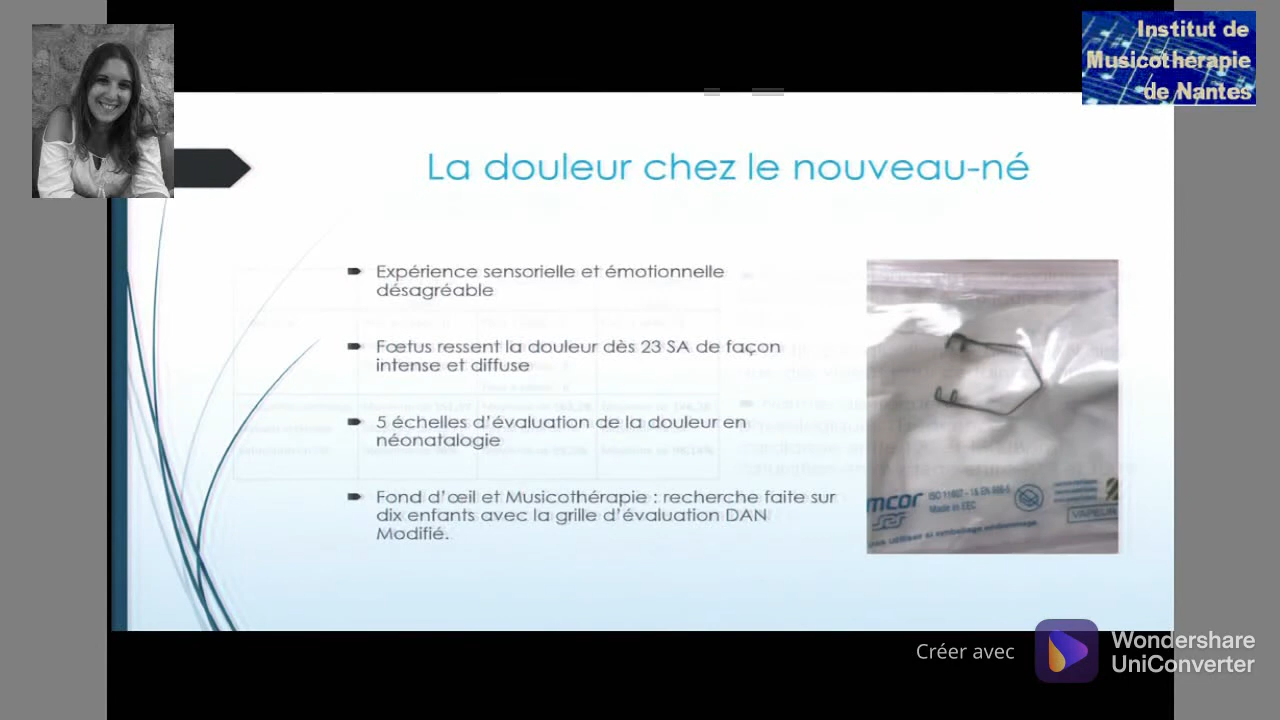 Institut de
Musicothérapie
de Nantes
La douleur chez le nouveau-né
Expérience sensorielle et émotionnelle
désagréable
Fœtus ressent la douleur dès 23 SA de façon
intense et diffuse
5 échelles d'évaluation de la douleur en
néonatalogie
Fond d'œil et Musicothérapie : recherche faite sur
dix enfants avec la grille d'évaluation DAN
Modifié.
mcor
Made in EEC
VAPEUR
Créer avec
Wondershare
UniConverter